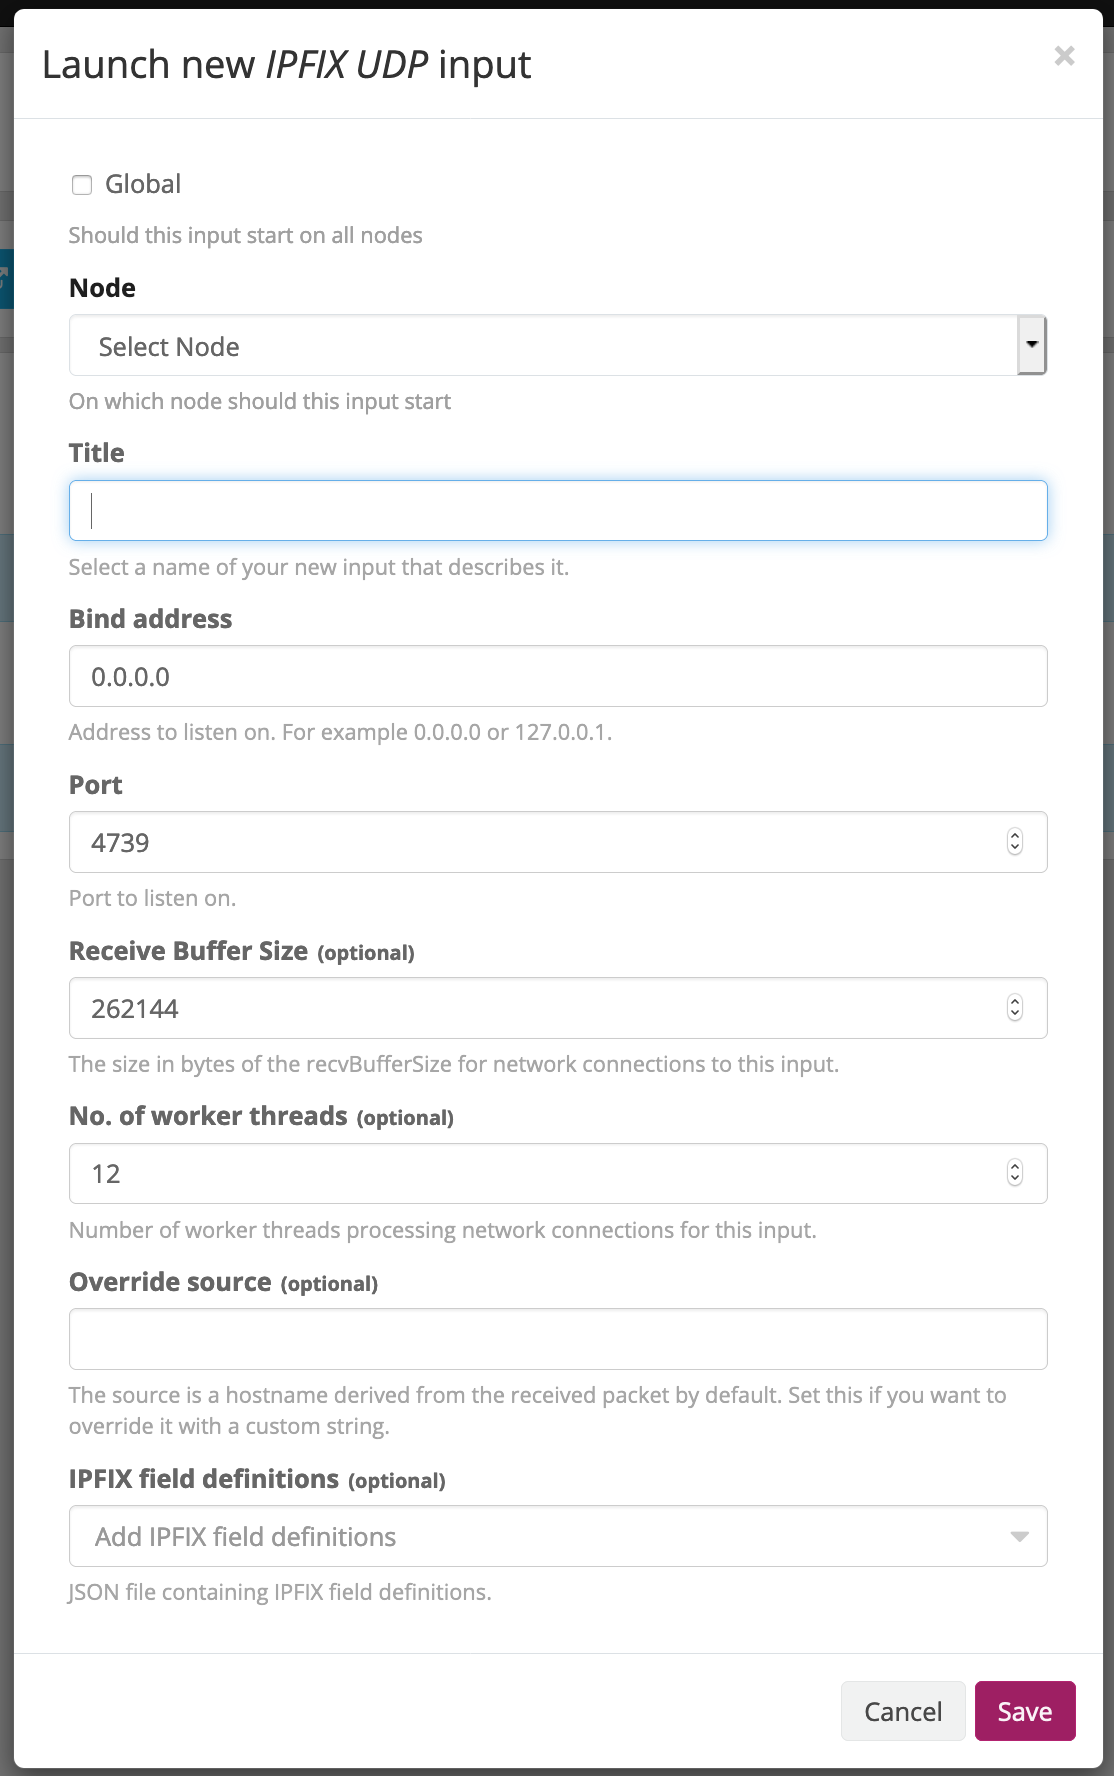 Launch new IPFIX UDP input
×
Global
Should this input start on all nodes
Node
Select Node
On which node should this input start
Title
Select a name of your new input that describes it.
Bind address
0.0.0.0
Address to listen on. For example 0.0.0.0 or 127.0.0.1.
Port
4739
Port to listen on.
Receive Buffer Size (optional)
262144
The size in bytes of the recvBufferSize for network connections to this input.
No. of worker threads (optional)
12
Number of worker threads processing network connections for this input.
Override source (optional)
The source is a hostname derived from the received packet by default. Set this if you want to
override it with a custom string.
IPFIX field definitions (optional)
Add IPFIX field definitions
JSON file containing IPFIX field definitions.
Cancel Save